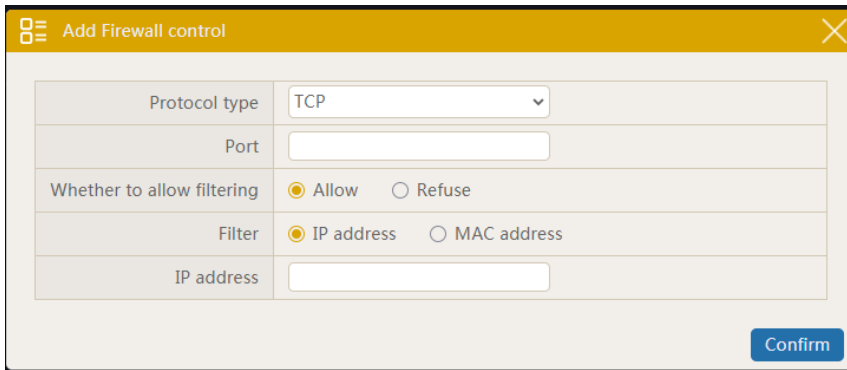 Add Firewall control
Protocol type TCP
Port
Whether to allow filtering Allow Refuse
Filter IP address MAC address
IP address
Confirm